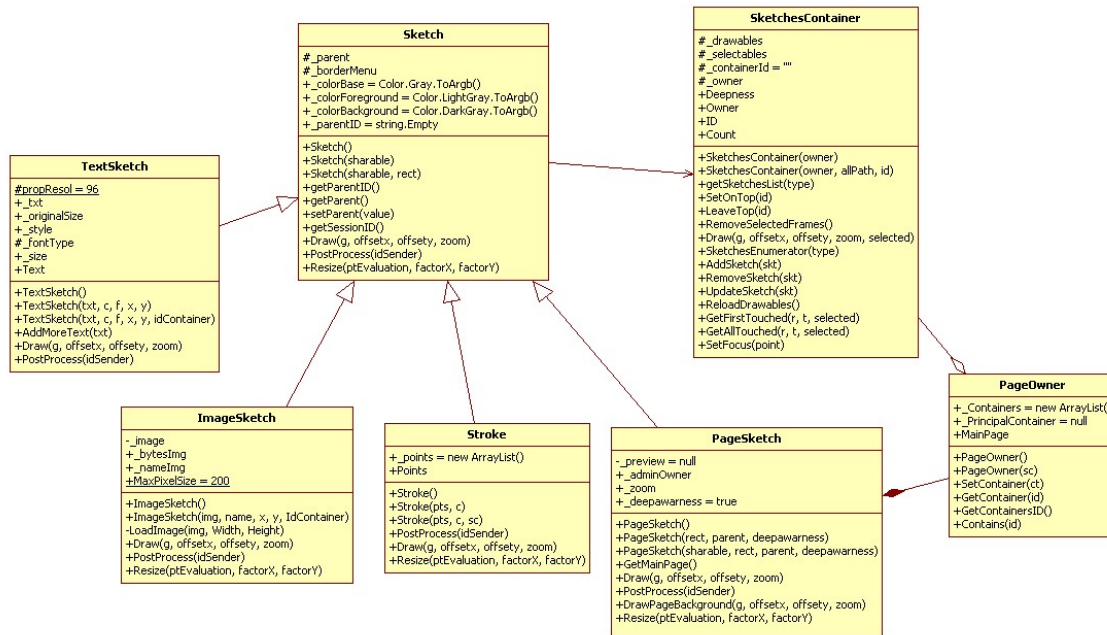 Sketch
#_parent
#_borderMenu
+_colorBase = Color.Gray.ToArgb()
+_colorForeground = Color.LightGray.ToArgb()
+_colorBackground = Color.DarkGray.ToArgb()
+_parentID = string.Empty
+Sketch()
+Sketch(sharable)
+Sketch(sharable, rect)
+getParentID()
+getParent()
+setParent(value)
+getSessionID()
+Draw(g, offsetx, offsety, zoom)
+PostProcess(idSender)
+Resize(ptEvaluation, factorX, factorY)
SketchesContainer
#_drawables
#_selectables
#_containerId = ""
#_owner
+Deepness
+Owner
+ID
+Count
+SketchesContainer(owner)
+SketchesContainer(owner, allPath, id)
+getSketchesList(type)
+SetOnTop(id)
+LeaveTop(id)
+RemoveSelectedFrames()
+Draw(g, offsetx, offsety, zoom, selected)
+SketchesEnumerator(type)
+AddSketch(skt)
+RemoveSketch(skt)
+UpdateSketch(skt)
+ReloadDrawables()
+GetFirstTouched(r, t, selected)
+GetAllTouched(r, t, selected)
+SetFocus(point)
TextSketch
#propResol = 96
+_txt
+_originalSize
+_style
#_fontType
+_size
+Text
+TextSketch()
+TextSketch(txt, c, f, x, y)
+TextSketch(txt, c, f, x, y, idContainer)
+AddMoreText(txt)
+Draw(g, offsetx, offsety, zoom)
+PostProcess(idSender)
ImageSketch
-_image
+_bytesImg
+_nameImg
+MaxPixelSize = 200
+ImageSketch()
+ImageSketch(img, name, x, y, IdContainer)
-LoadImage(img, Width, Height)
+Draw(g, offsetx, offsety, zoom)
+PostProcess(idSender)
+Resize(ptEvaluation, factorX, factorY)
Stroke
+_points = new ArrayList()
+Points
+Stroke()
+Stroke(pts, c)
+Stroke(pts, c, sc)
+PostProcess(idSender)
+Draw(g, offsetx, offsety, zoom)
+Resize(ptEvaluation, factorX, factorY)
PageSketch
-_preview = null
+_adminOwner
+_zoom
+_deepawarness = true
+PageSketch()
+PageSketch(rect, parent, deepawarness)
+PageSketch(sharable, rect, parent, deepawarness)
+GetMainPage()
+Draw(g, offsetx, offsety, zoom)
+PostProcess(idSender)
+DrawPageBackground(g, offsetx, offsety, zoom)
+Resize(ptEvaluation, factorX, factorY)
PageOwner
+_Containers = new ArrayList()
+_PrincipalContainer = null
+MainPage
+PageOwner()
+PageOwner(sc)
+SetContainer(ct)
+GetContainer(id)
+GetContainersID()
+Contains(id)